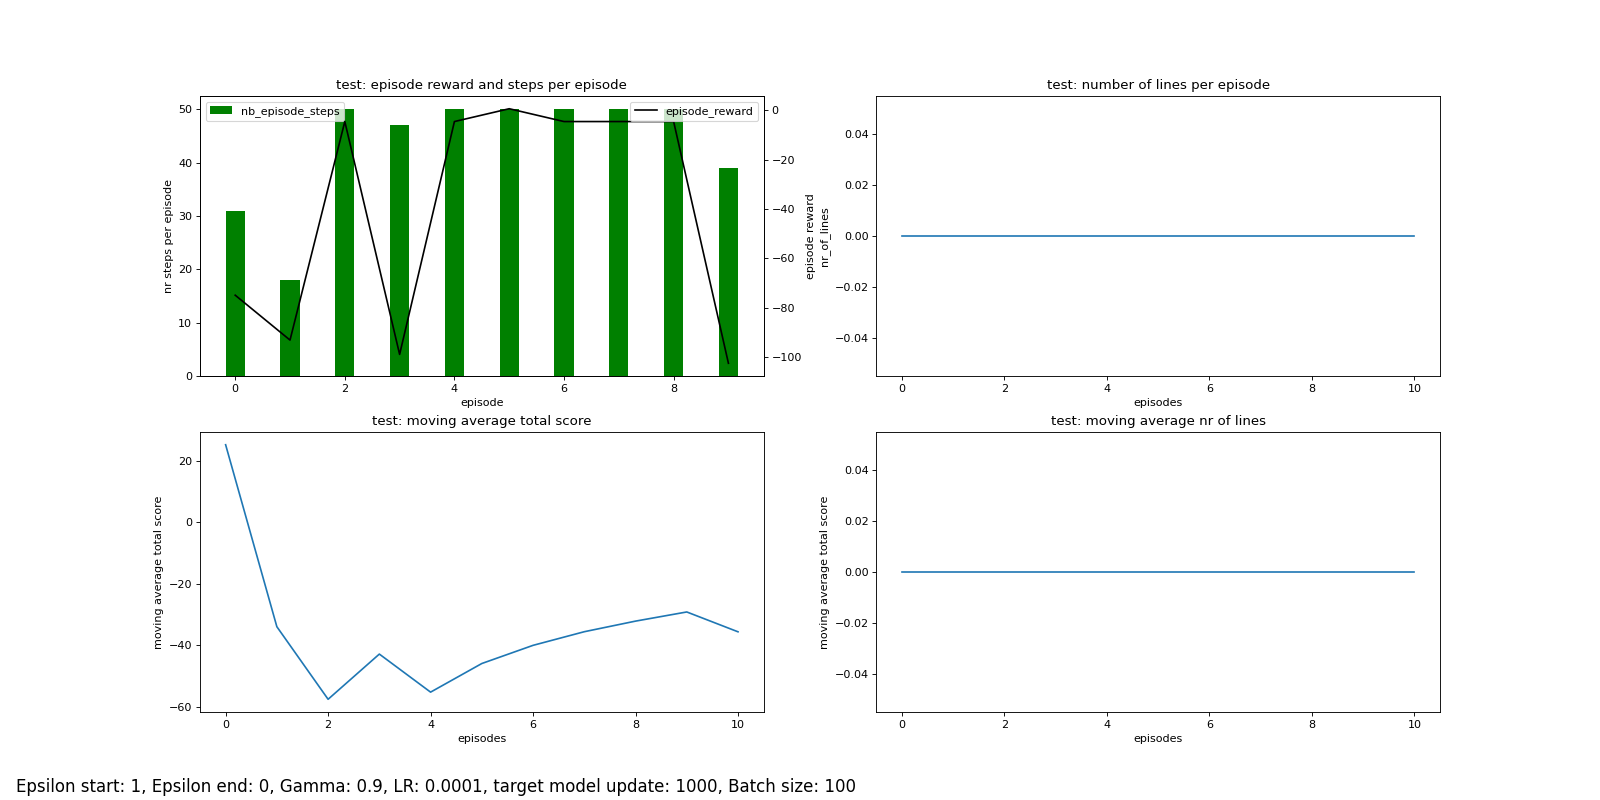 test: episode reward and steps per episode
nb_episode_steps
episode_reward
50
40
30
20
10
0
nr steps per episode
0
−20
−40
−60
−80
−100
episode reward
0 2 4 6 8
episode
test: number of lines per episode
nr_of_lines
0.04
0.02
0.00
−0.02
−0.04
0 2 4 6 8 10
episodes
test: moving average total score
moving average total score
20
0
−20
−40
−60
0 2 4 6 8 10
episodes
test: moving average nr of lines
moving average total score
0.04
0.02
0.00
−0.02
−0.04
0 2 4 6 8 10
episodes
Epsilon start: 1, Epsilon end: 0, Gamma: 0.9, LR: 0.0001, target model update: 1000, Batch size: 100